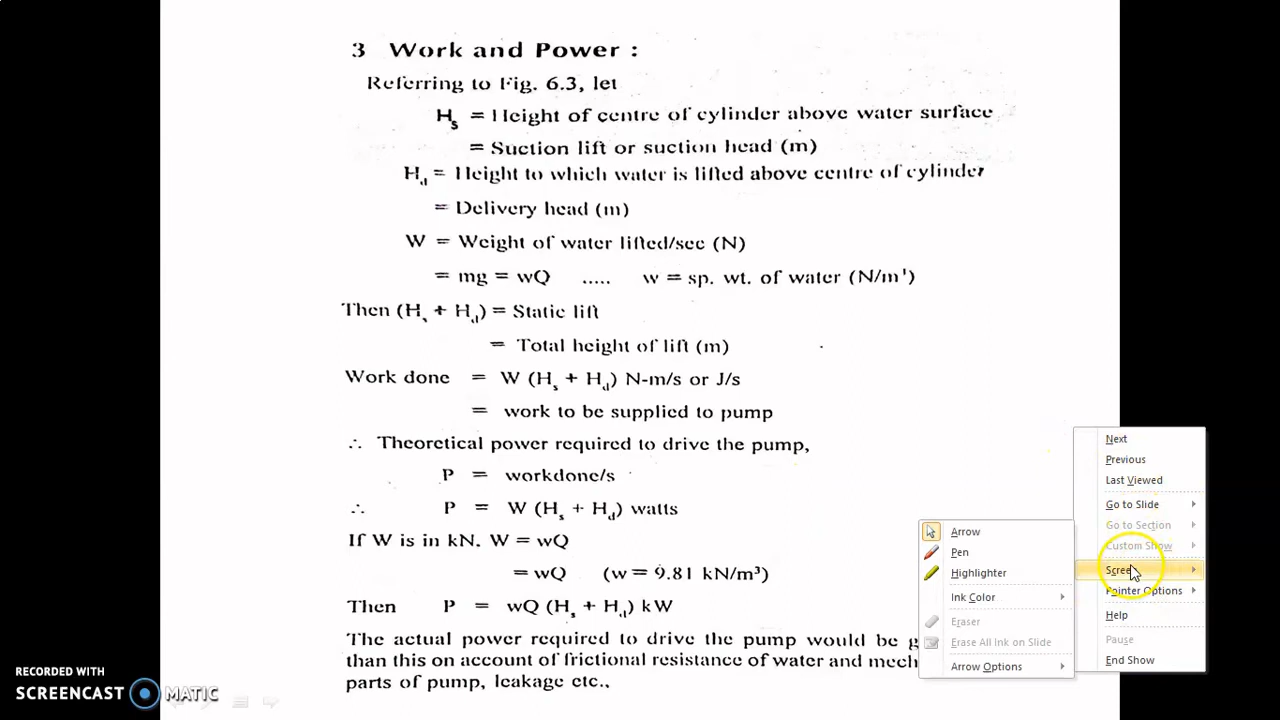 3 Work and Power :
Referring to Fig. 6.3, let
Hs = Height of centre of cylinder above water surface
= Suction lift or suction head (m)
Hd = Height to which water is lifted above centre of cylinder
= Delivery head (m)
W = Weight of water lifted/sec (N)
= mg = wQ ..... w = sp. wt. of water (N/m³)
Then (Hs + Hd) = Static lift
= Total height of lift (m)
Work done = W (Hs + Hd) N-m/s or J/s
= work to be supplied to pump
∴ Theoretical power required to drive the pump,
P = workdone/s
∴ P = W (Hs + Hd) watts
If W is in kN. W = wQ
= wQ (w = 9.81 kN/m³)
Then P = wQ (Hs + Hd) kW
The actual power required to drive the pump would be
than this on account of frictional resistance of water and
parts of pump, leakage etc.,
Next
Previous
Last Viewed
Go to Slide
Go to Section
Custom Show
Screen
Pointer Options
Help
Pause
End Show
Arrow
Pen
Highlighter
Ink Color
Eraser
Erase All Ink on Slide
Arrow Options
RECORDED WITH
SCREENCAST MATIC